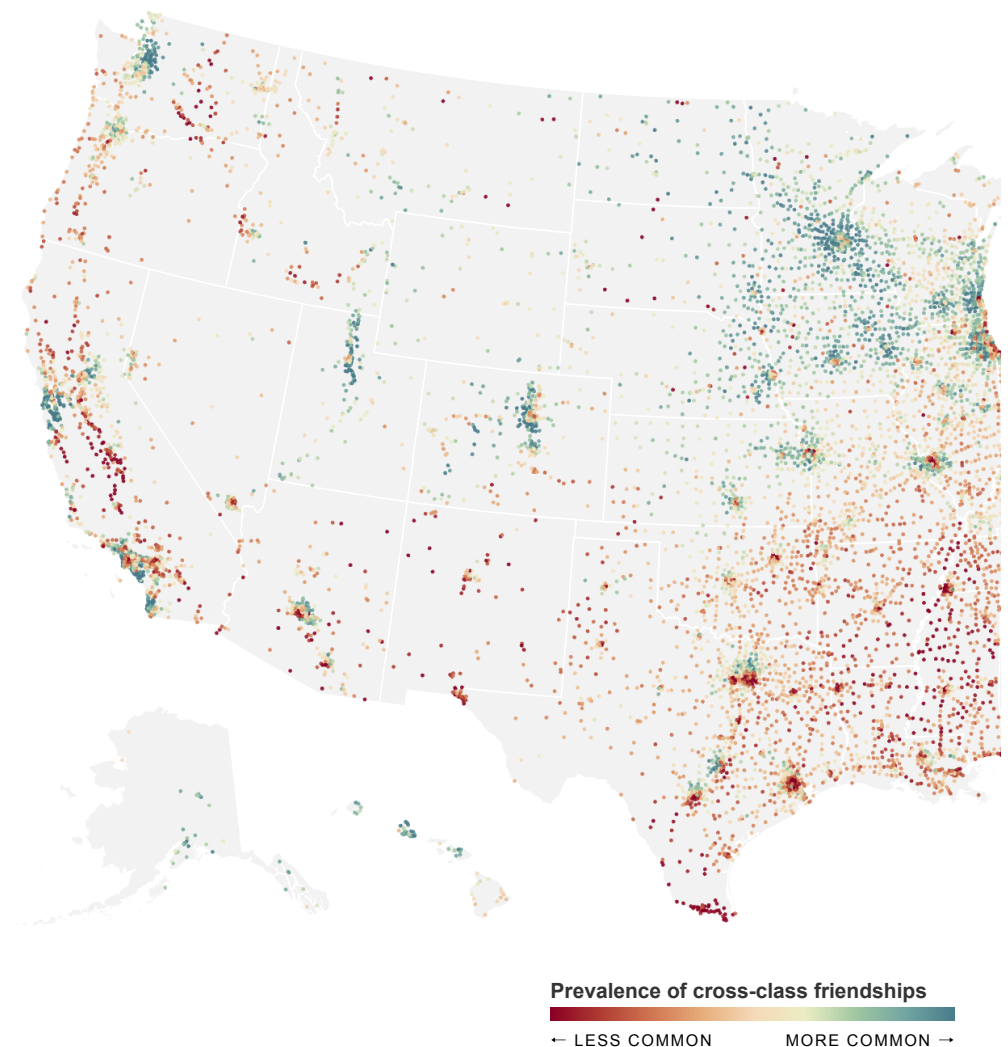 Prevalence of cross-class friendships
← LESS COMMON MORE COMMON →